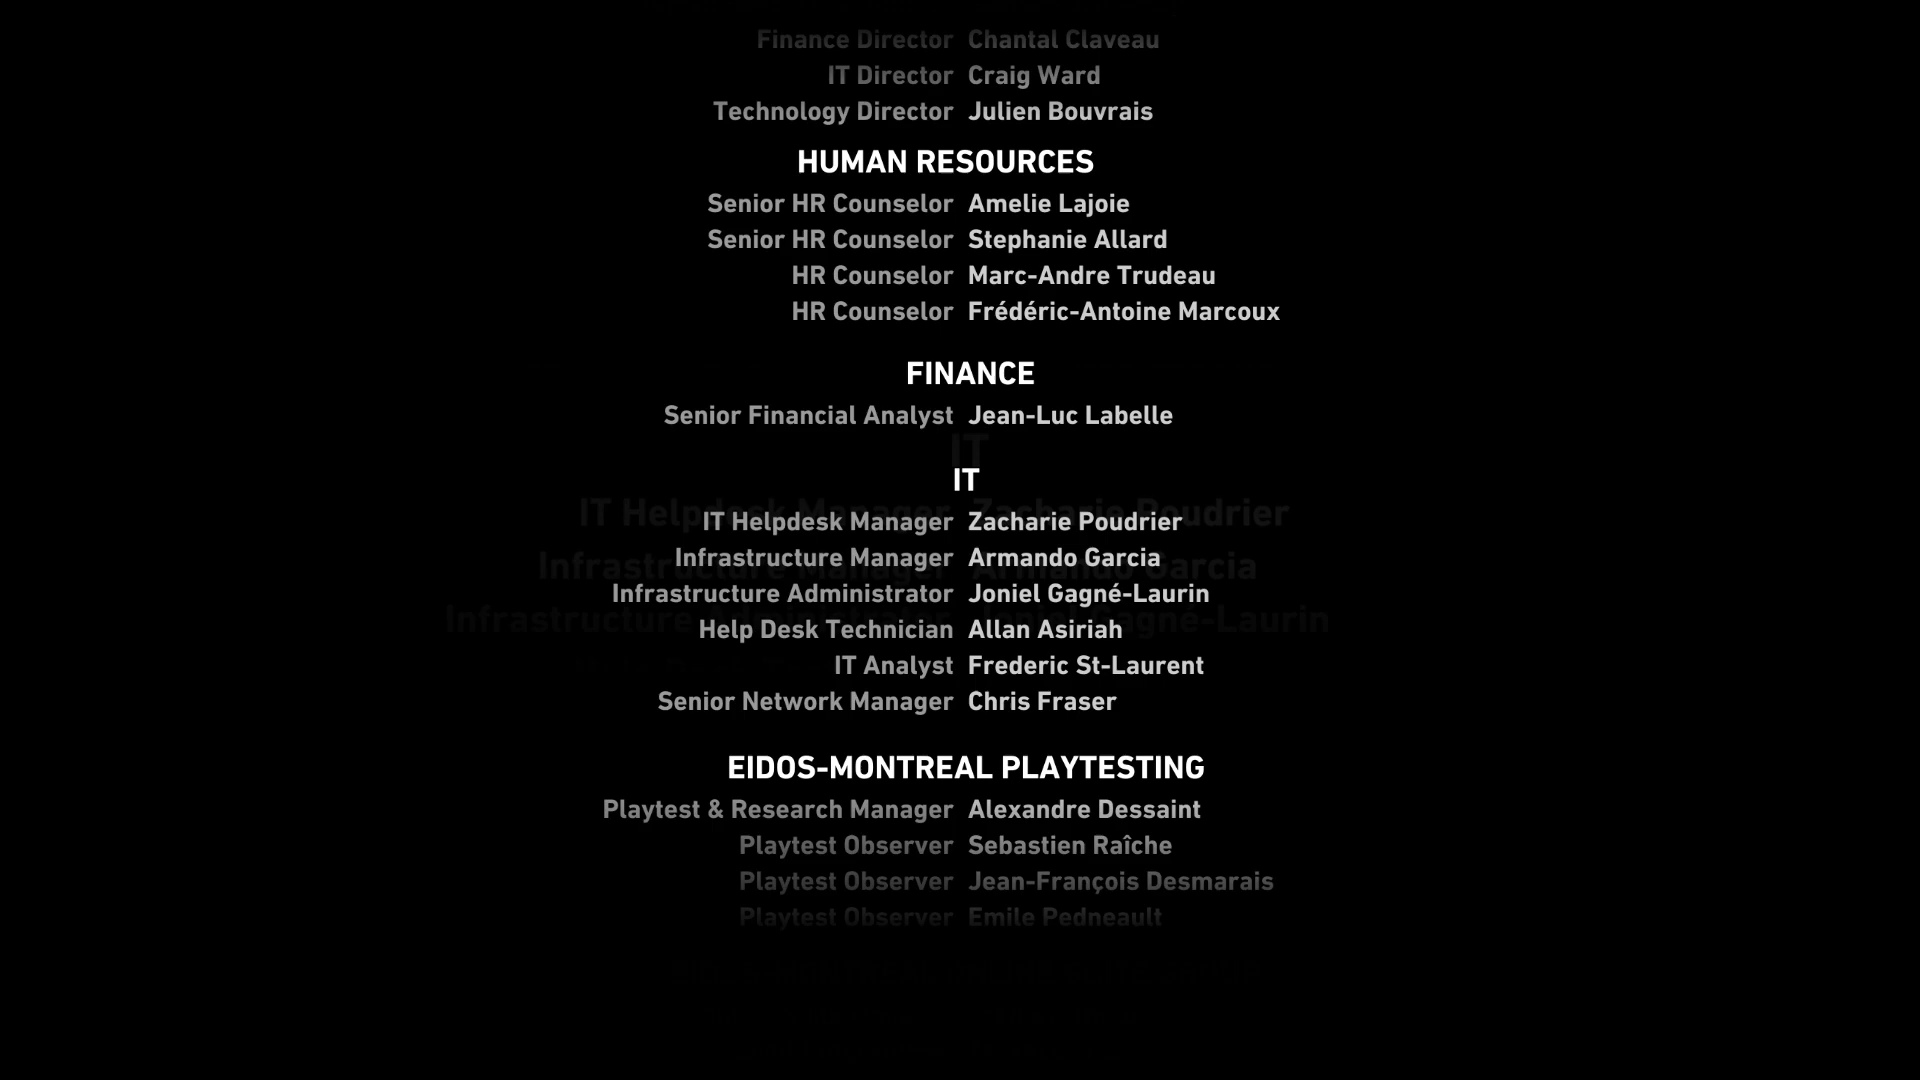 Finance Director Chantal Claveau
IT Director Craig Ward
Technology Director Julien Bouvrais
HUMAN RESOURCES
Senior HR Counselor Amelie Lajoie
Senior HR Counselor Stephanie Allard
HR Counselor Marc-Andre Trudeau
HR Counselor Frédéric-Antoine Marcoux
FINANCE
Senior Financial Analyst Jean-Luc Labelle
IT
IT Helpdesk Manager Zacharie Poudrier
Infrastructure Manager Armando Garcia
Infrastructure Administrator Joniel Gagné-Laurin
Help Desk Technician Allan Asiriah
IT Analyst Frederic St-Laurent
Senior Network Manager Chris Fraser
EIDOS-MONTREAL PLAYTESTING
Playtest & Research Manager Alexandre Dessaint
Playtest Observer Sebastien Raîche
Playtest Observer Jean-François Desmarais
Playtest Observer Emile Pedneault